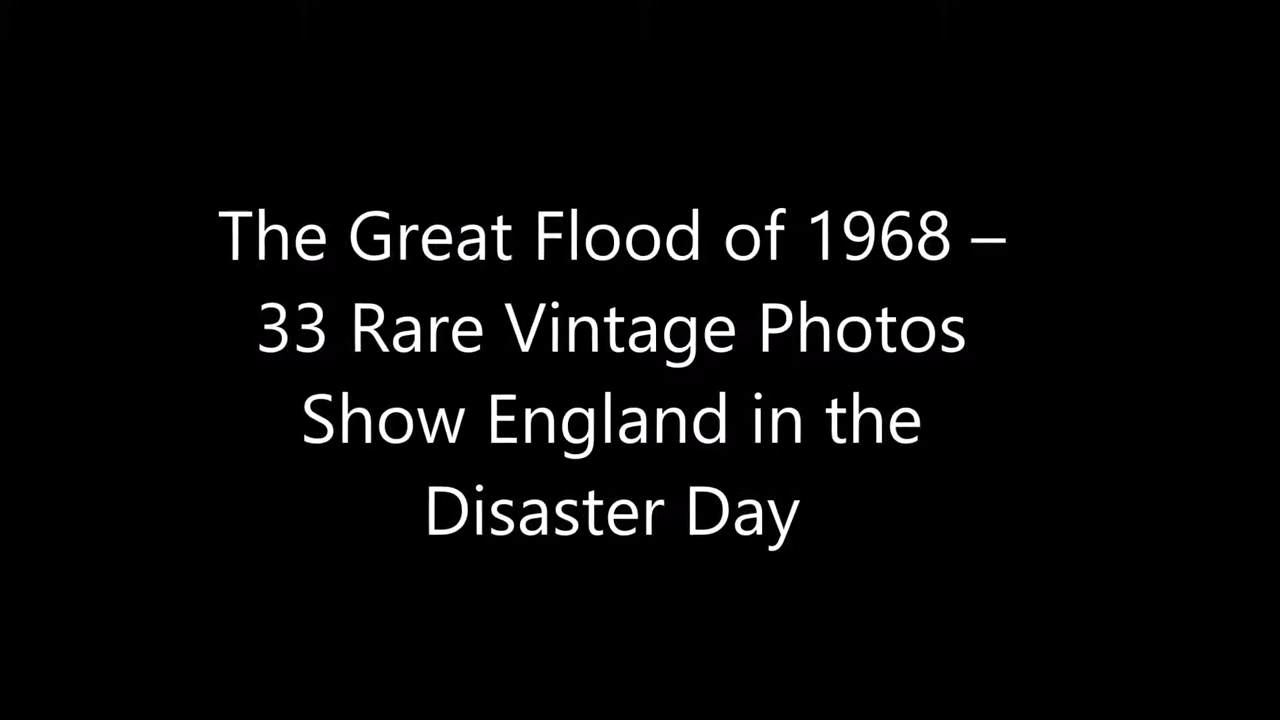 The Great Flood of 1968 –
33 Rare Vintage Photos
Show England in the
Disaster Day